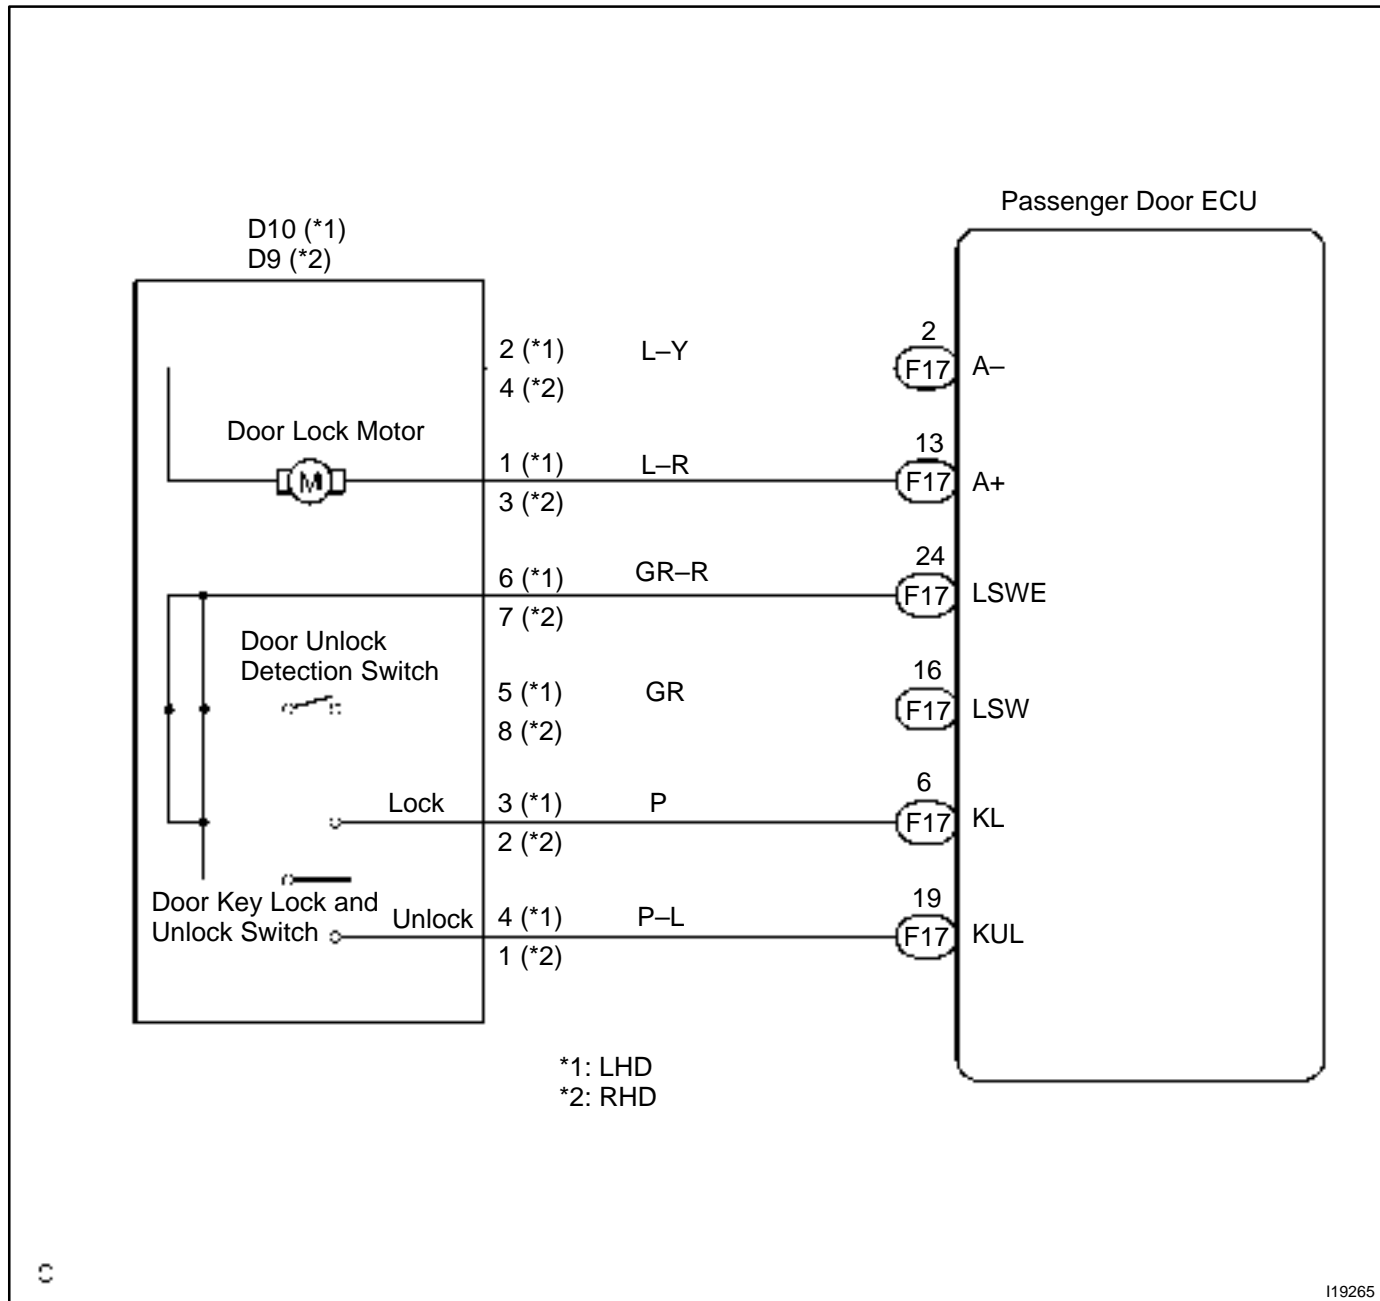 Passenger Door ECU
D10 (*1)
D9 (*2)
2 (*1)
L–Y
2
F17
A–
4 (*2)
Door Lock Motor
M
1 (*1)
L–R
13
F17
A+
3 (*2)
6 (*1)
GR–R
24
F17
LSWE
7 (*2)
Door Unlock
Detection Switch
5 (*1)
GR
16
F17
LSW
8 (*2)
Lock
3 (*1)
P
6
F17
KL
2 (*2)
Door Key Lock and
Unlock Switch
Unlock
4 (*1)
P–L
19
F17
KUL
1 (*2)
*1: LHD
*2: RHD
C
I19265